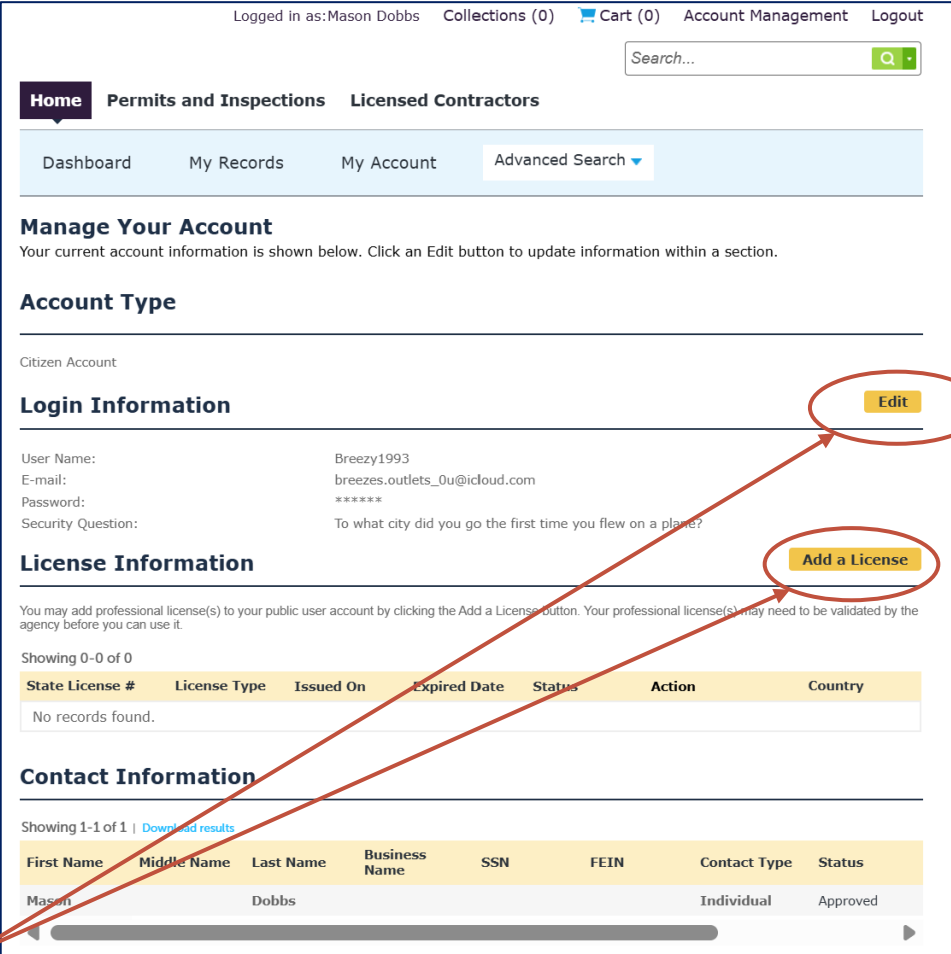 Logged in as:Mason Dobbs Collections (0) Cart (0) Account Management Logout
Search...
Home Permits and Inspections Licensed Contractors
Dashboard My Records My Account Advanced Search
Manage Your Account
Your current account information is shown below. Click an Edit button to update information within a section.
Account Type
Citizen Account
Login Information Edit
User Name: Breezy1993
E-mail: breezes.outlets_0u@icloud.com
Password: ******
Security Question: To what city did you go the first time you flew on a plane?
License Information Add a License
You may add professional license(s) to your public user account by clicking the Add a License button. Your professional license(s) may need to be validated by the
agency before you can use it.
Showing 0-0 of 0
State License # License Type Issued On Expired Date Status Action Country
No records found.
Contact Information
Showing 1-1 of 1 | Download results
First Name Middle Name Last Name Business Name SSN FEIN Contact Type Status
Mason Dobbs Individual Approved